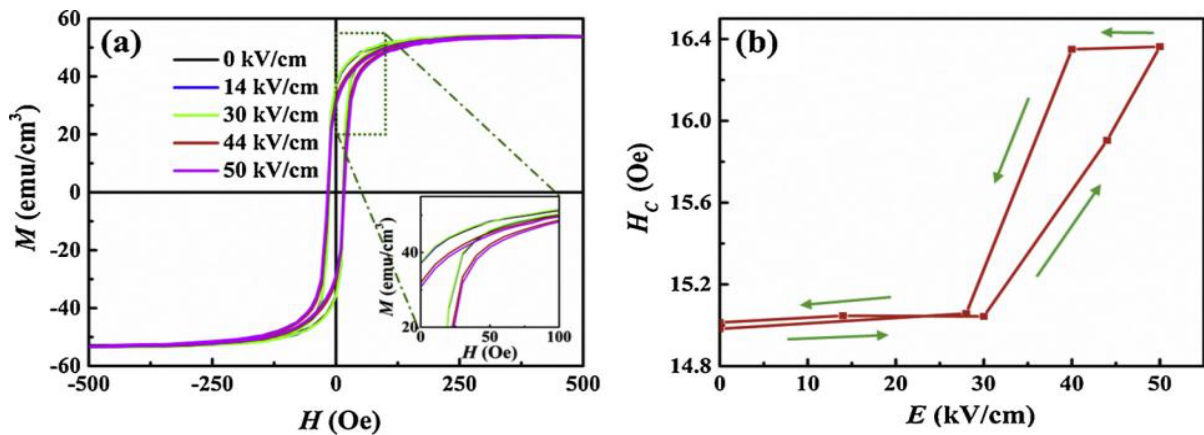 (a)
60
40
20
0
-20
-40
-60
M (emu/cm³)
0 kV/cm
14 kV/cm
30 kV/cm
44 kV/cm
50 kV/cm
-500 -250 0 250 500
H (Oe)
M (emu/cm³)
40
20
0 50 100
H (Oe)
(b)
16.4
16.0
15.6
15.2
14.8
H_C (Oe)
0 10 20 30 40 50
E (kV/cm)